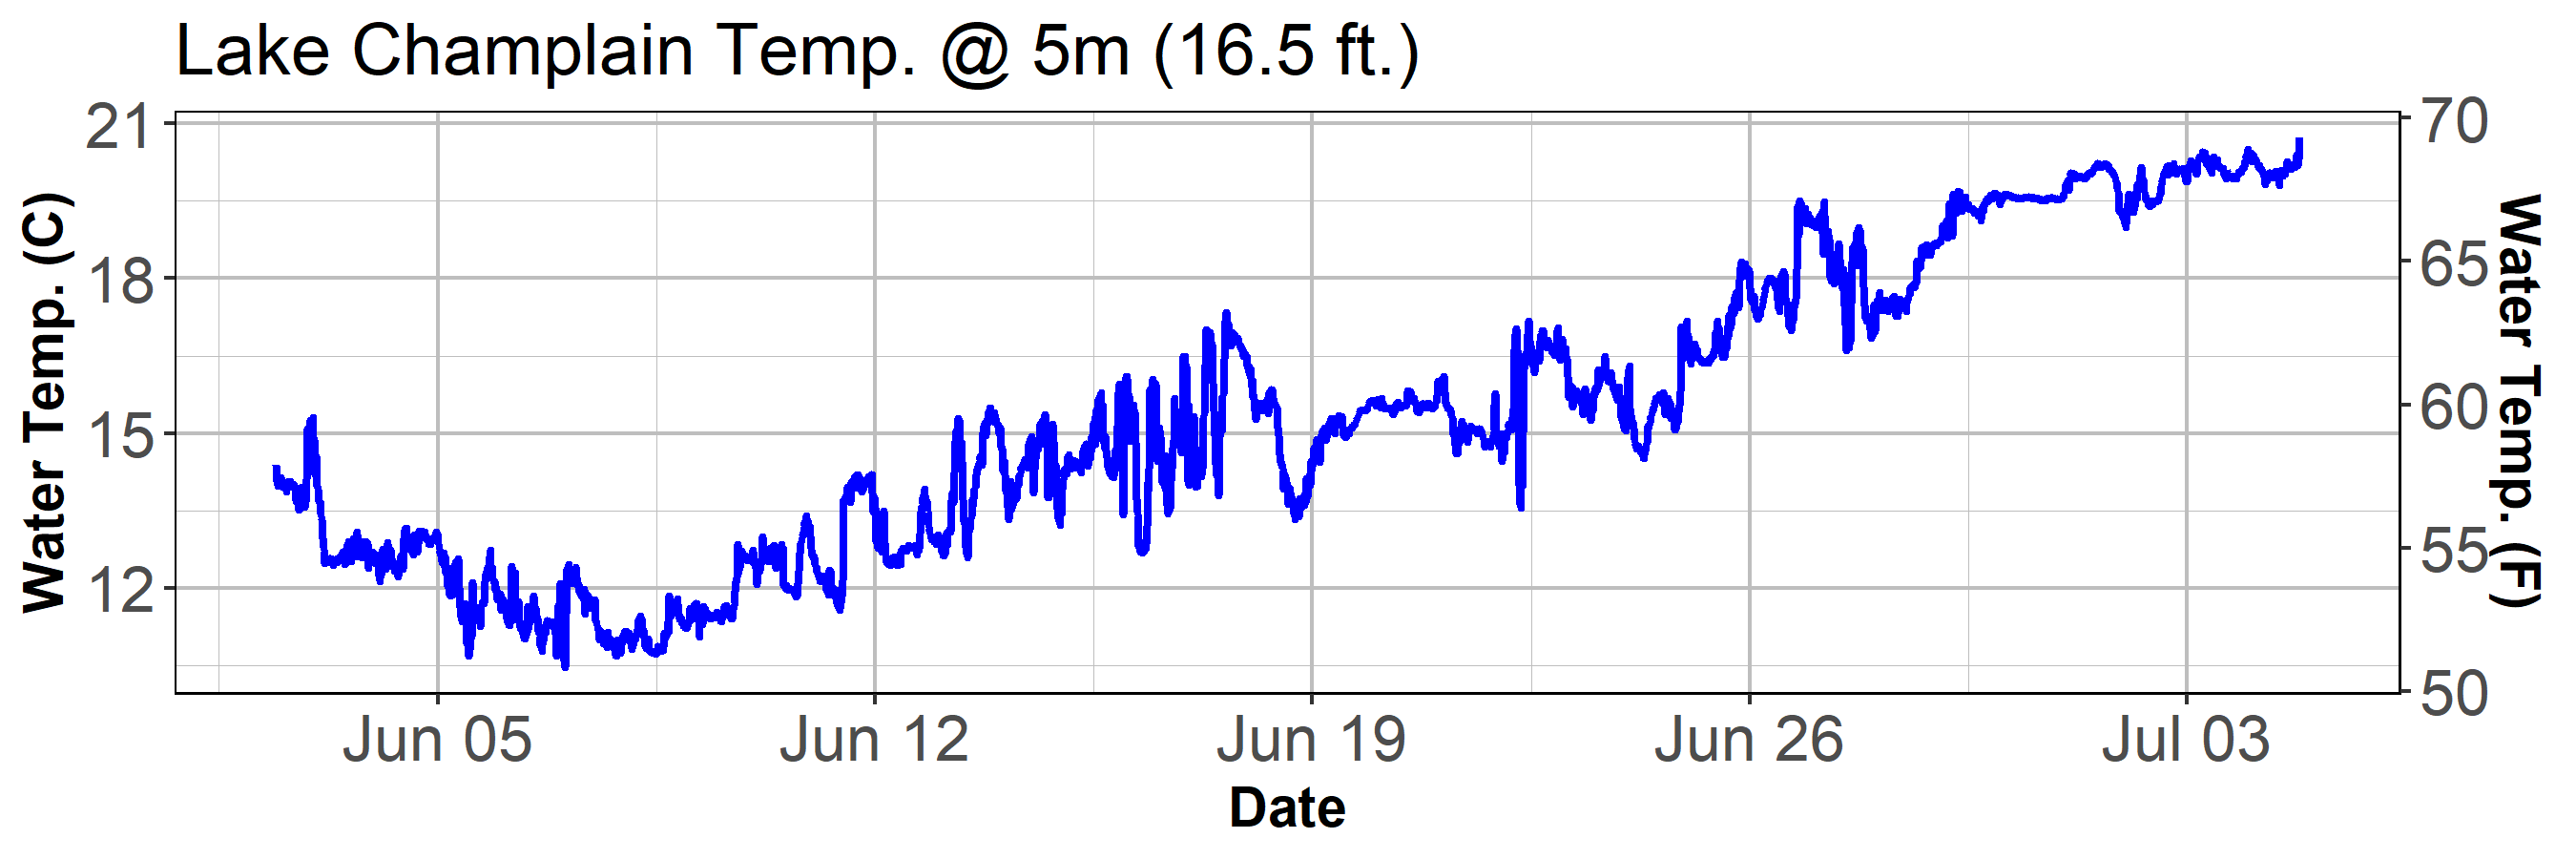 Lake Champlain Temp. @ 5m (16.5 ft.)
Water Temp. (C)
21
18
15
12
70
65
60
55
50
Water Temp. (F)
Jun 05 Jun 12 Jun 19 Jun 26 Jul 03
Date